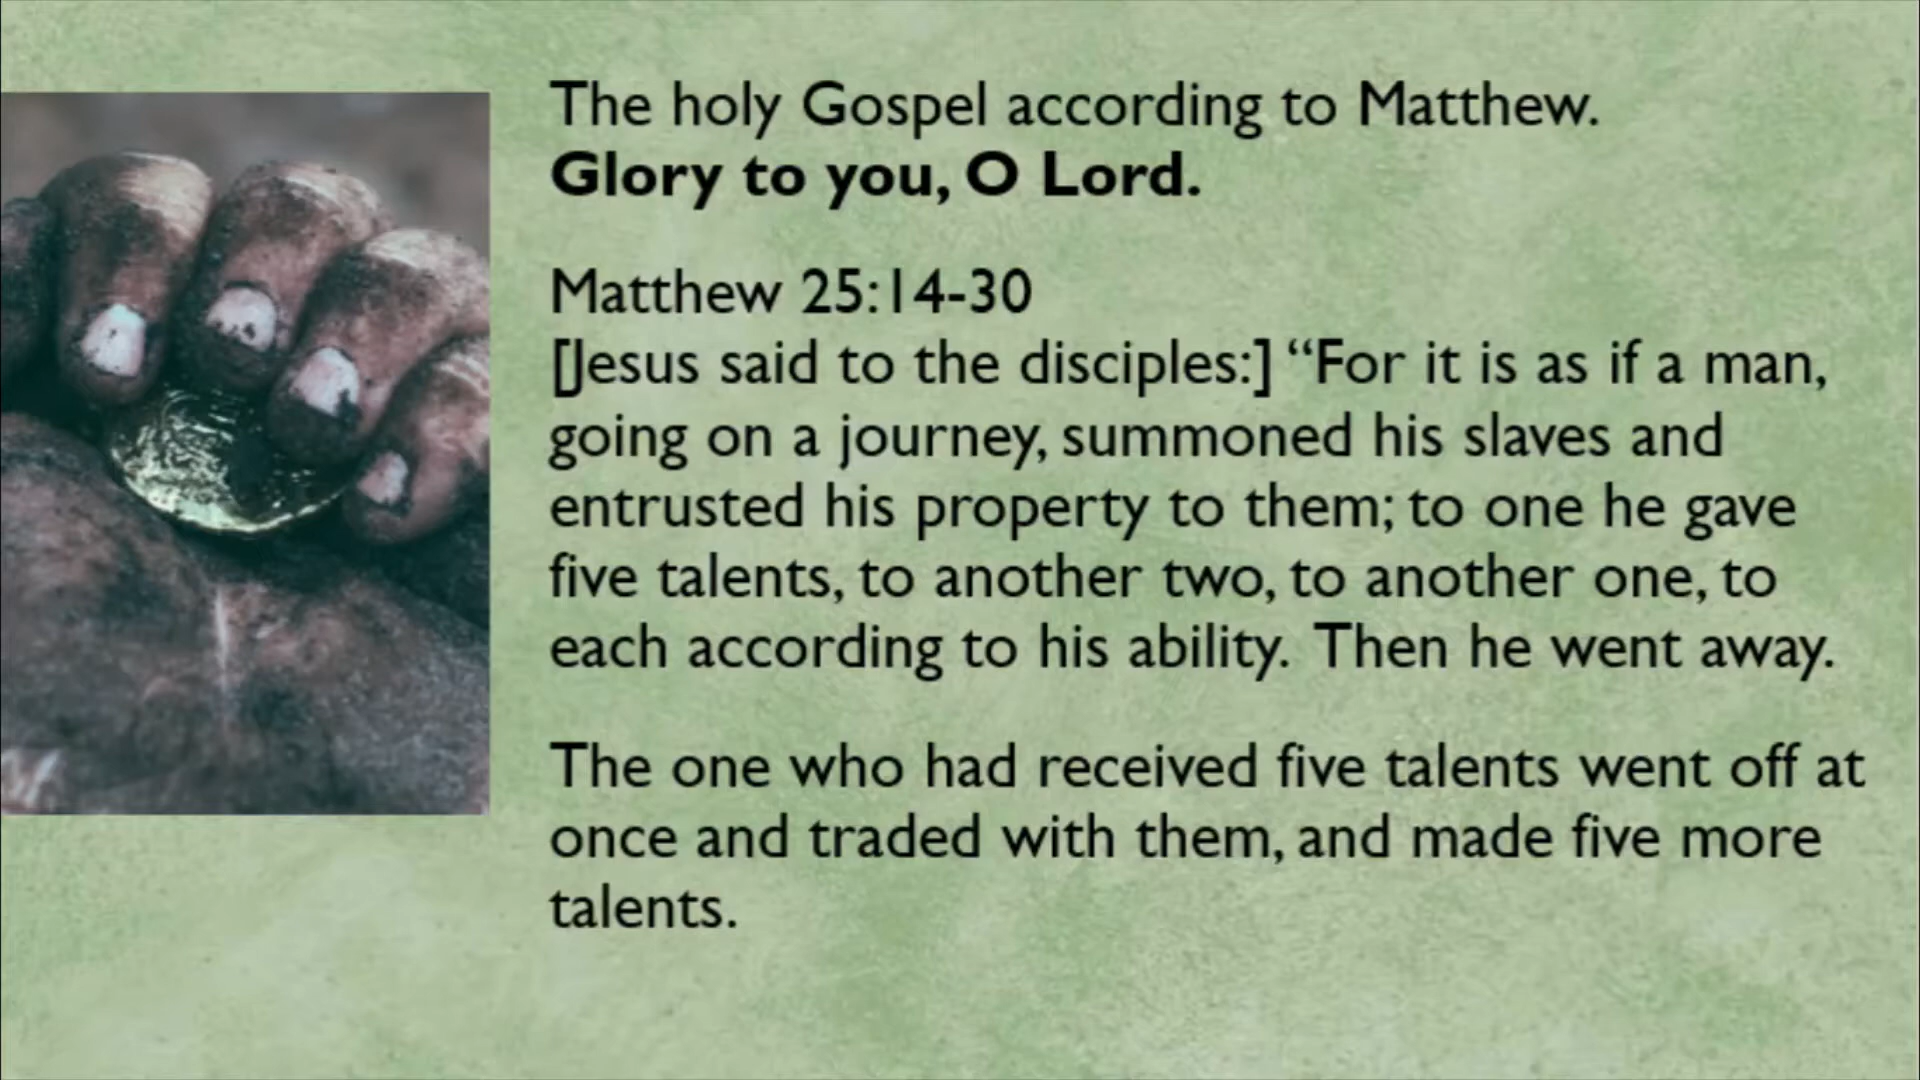 The holy Gospel according to Matthew.
Glory to you, O Lord.
Matthew 25:14-30
[Jesus said to the disciples:] “For it is as if a man,
going on a journey, summoned his slaves and
entrusted his property to them; to one he gave
five talents, to another two, to another one, to
each according to his ability. Then he went away.
The one who had received five talents went off at
once and traded with them, and made five more
talents.